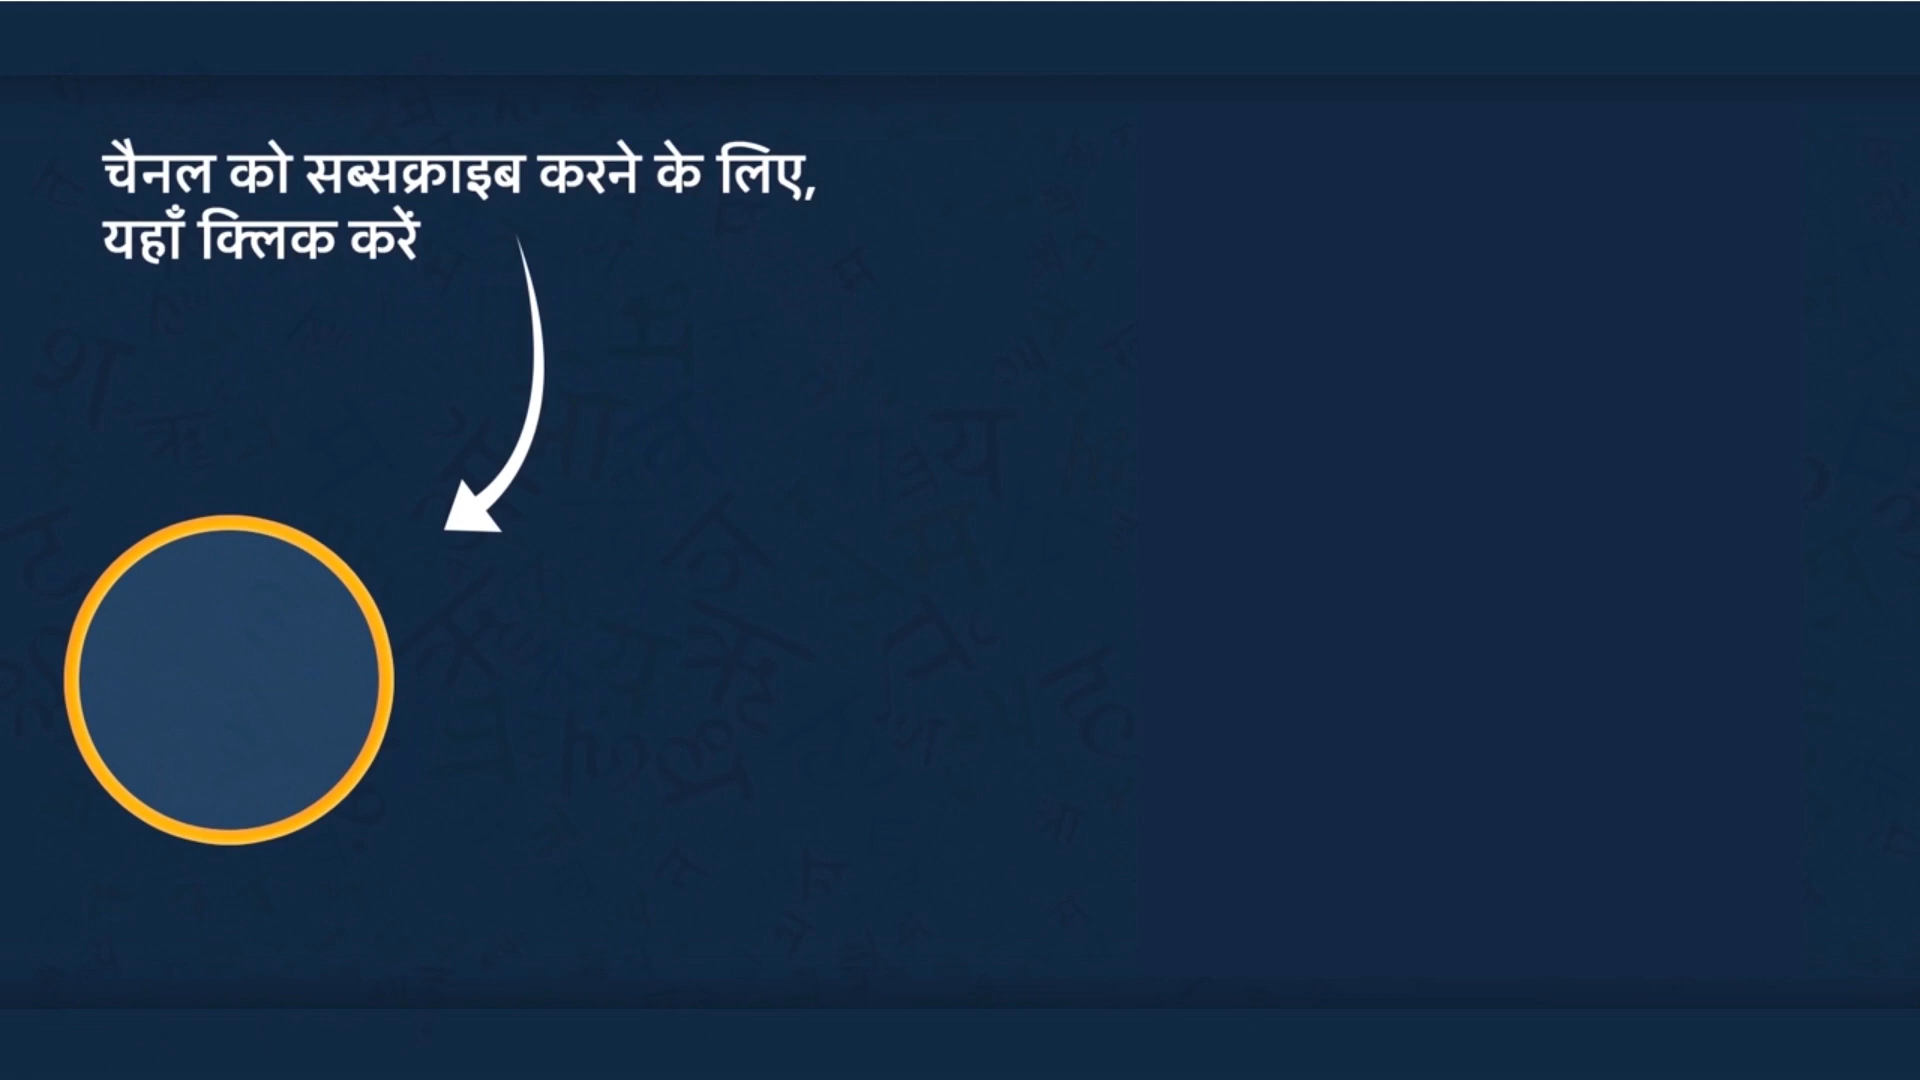 चैनल को सब्सक्राइब करने के लिए,
यहाँ क्लिक करें